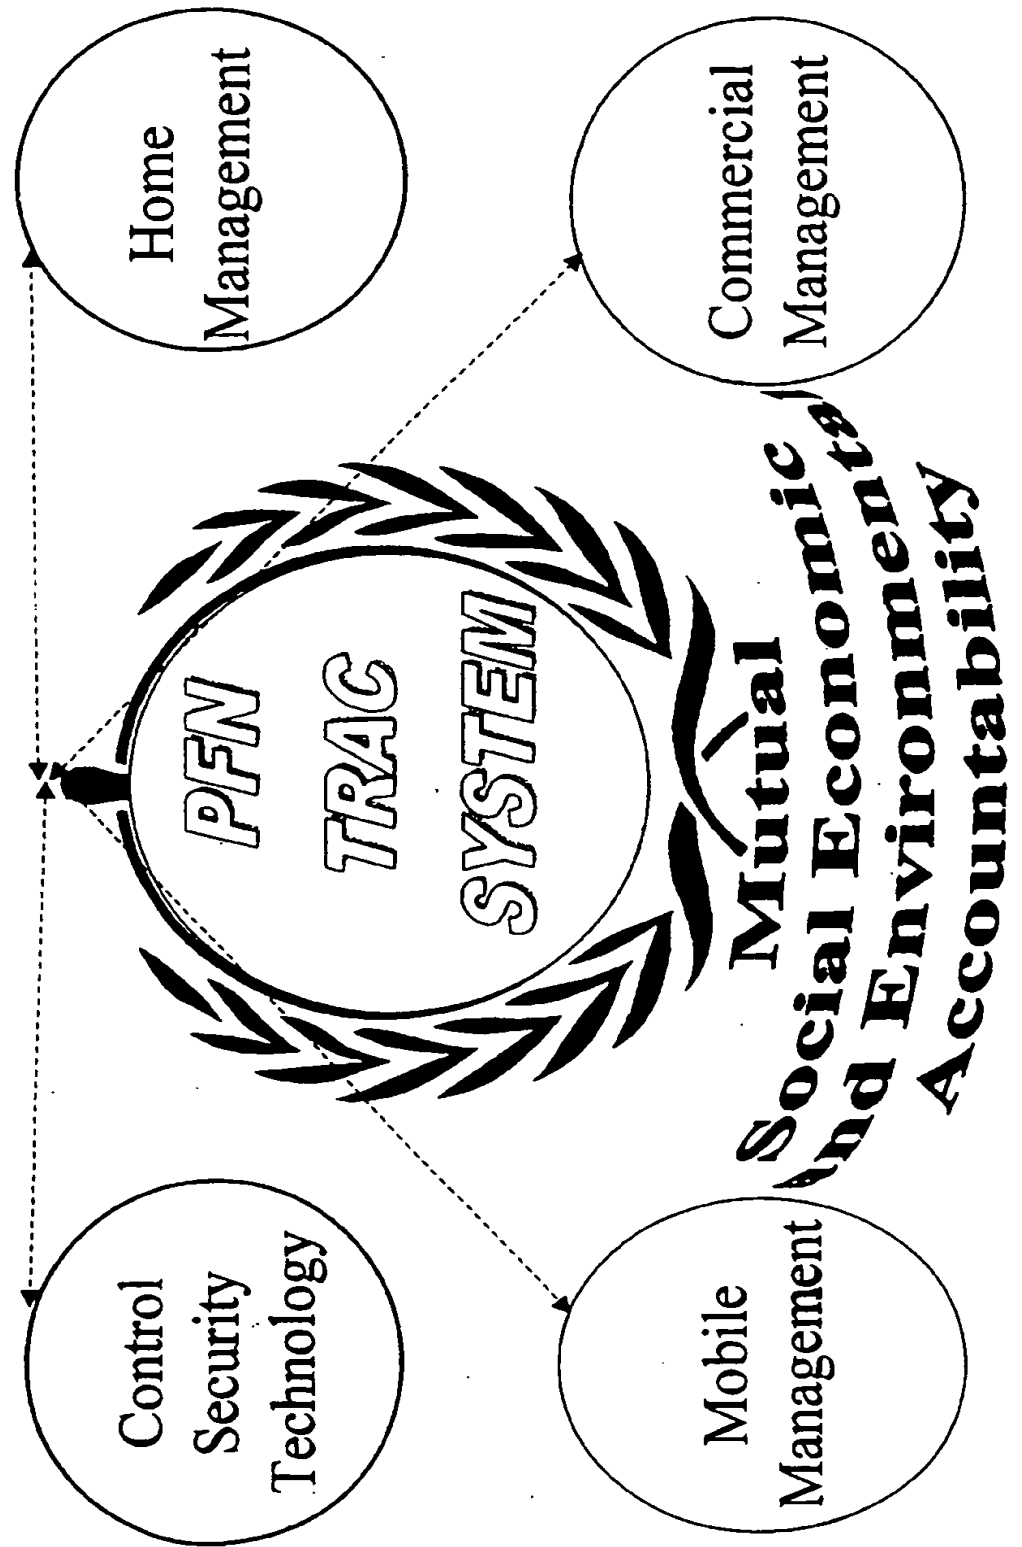 Control
Security
Technology
PFN
TRAC
SYSTEM
Home
Management
Mobile
Management
Mutual
Social Economic
and Environmental
Accountability
Commercial
Management